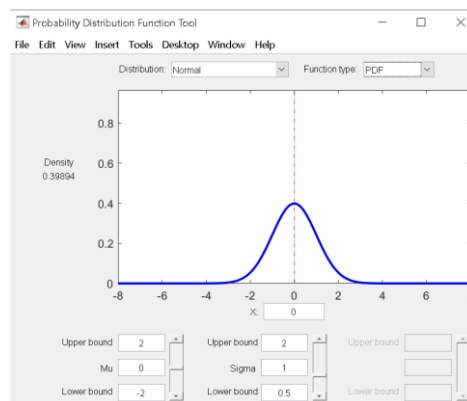 Probability Distribution Function Tool
File Edit View Insert Tools Desktop Window Help
Distribution: Normal Function type: PDF
0.8
Density
0.39894
0.6
0.4
0.2
0
-8 -6 -4 -2 0 2 4 6
X: 0
Upper bound 2 Upper bound 2 Upper bound
Mu 0 Sigma 1
Lower bound -2 Lower bound 0.5 Lower bound